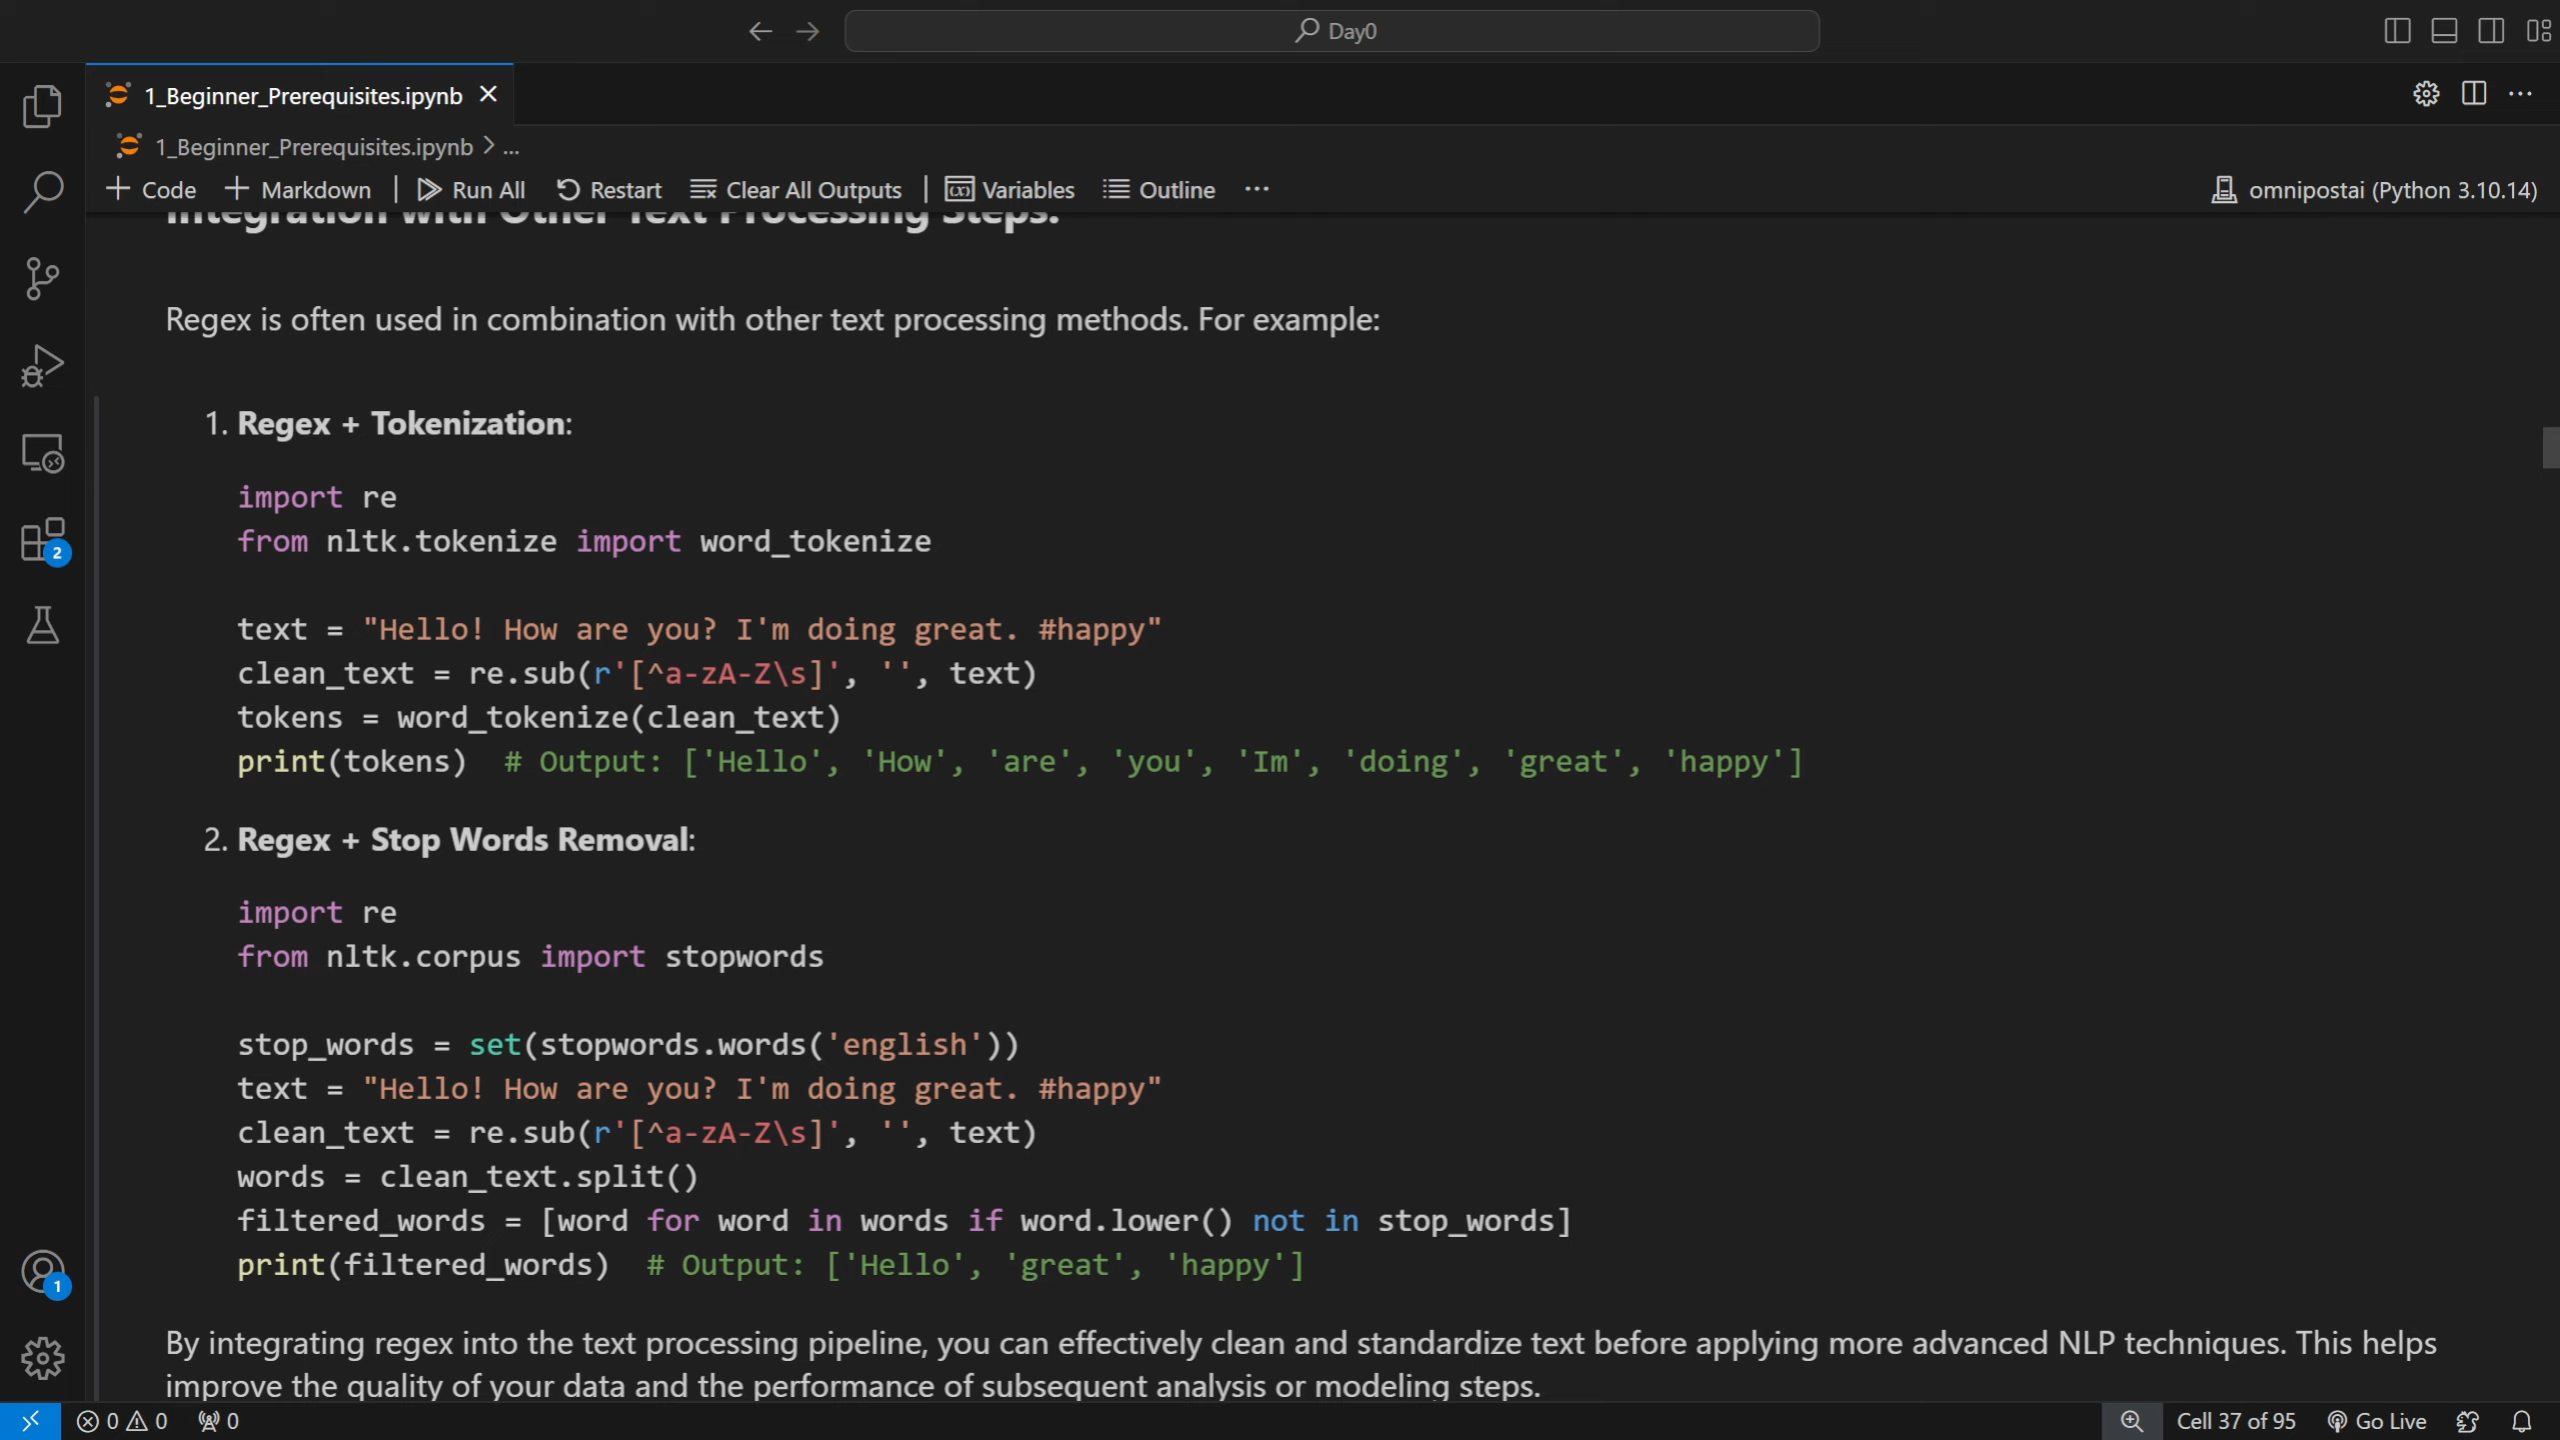 Day0
1_Beginner_Prerequisites.ipynb
1_Beginner_Prerequisites.ipynb > ...
+ Code + Markdown | Run All Restart Clear All Outputs | Variables Outline ... omnipostai (Python 3.10.14)
Integration with Other Text Processing Steps:
Regex is often used in combination with other text processing methods. For example:
1. Regex + Tokenization:
import re
from nltk.tokenize import word_tokenize
text = "Hello! How are you? I'm doing great. #happy"
clean_text = re.sub(r'[^a-zA-Z\s]', '', text)
tokens = word_tokenize(clean_text)
print(tokens)  # Output: ['Hello', 'How', 'are', 'you', 'Im', 'doing', 'great', 'happy']
2. Regex + Stop Words Removal:
import re
from nltk.corpus import stopwords
stop_words = set(stopwords.words('english'))
text = "Hello! How are you? I'm doing great. #happy"
clean_text = re.sub(r'[^a-zA-Z\s]', '', text)
words = clean_text.split()
filtered_words = [word for word in words if word.lower() not in stop_words]
print(filtered_words)  # Output: ['Hello', 'great', 'happy']
By integrating regex into the text processing pipeline, you can effectively clean and standardize text before applying more advanced NLP techniques. This helps
improve the quality of your data and the performance of subsequent analysis or modeling steps.
2
1
0 0 0 Cell 37 of 95 Go Live